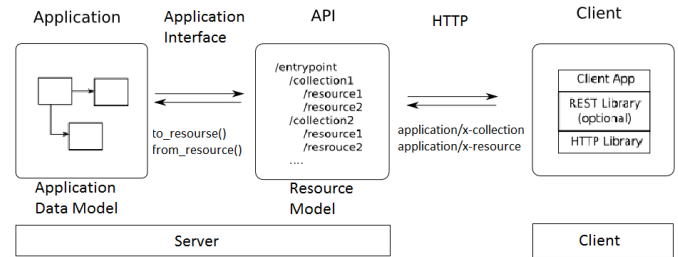 Application
Application
Interface
API
HTTP
Client
/entrypoint
/collection1
/resource1
/resource2
/collection2
/resource1
/resrouce2
....
to_resourse()
from_resource()
application/x-collection
application/x-resource
Client App
REST Library
(optional)
HTTP Library
Application
Data Model
Resource
Model
Server
Client